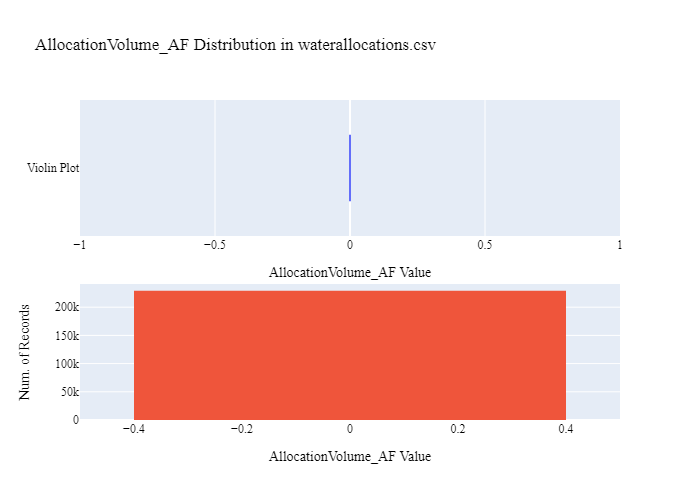 AllocationVolume_AF Distribution in waterallocations.csv
Violin Plot
−1 −0.5 0 0.5 1
AllocationVolume_AF Value
200k
150k
100k
50k
0
Num. of Records
−0.4 −0.2 0 0.2 0.4
AllocationVolume_AF Value